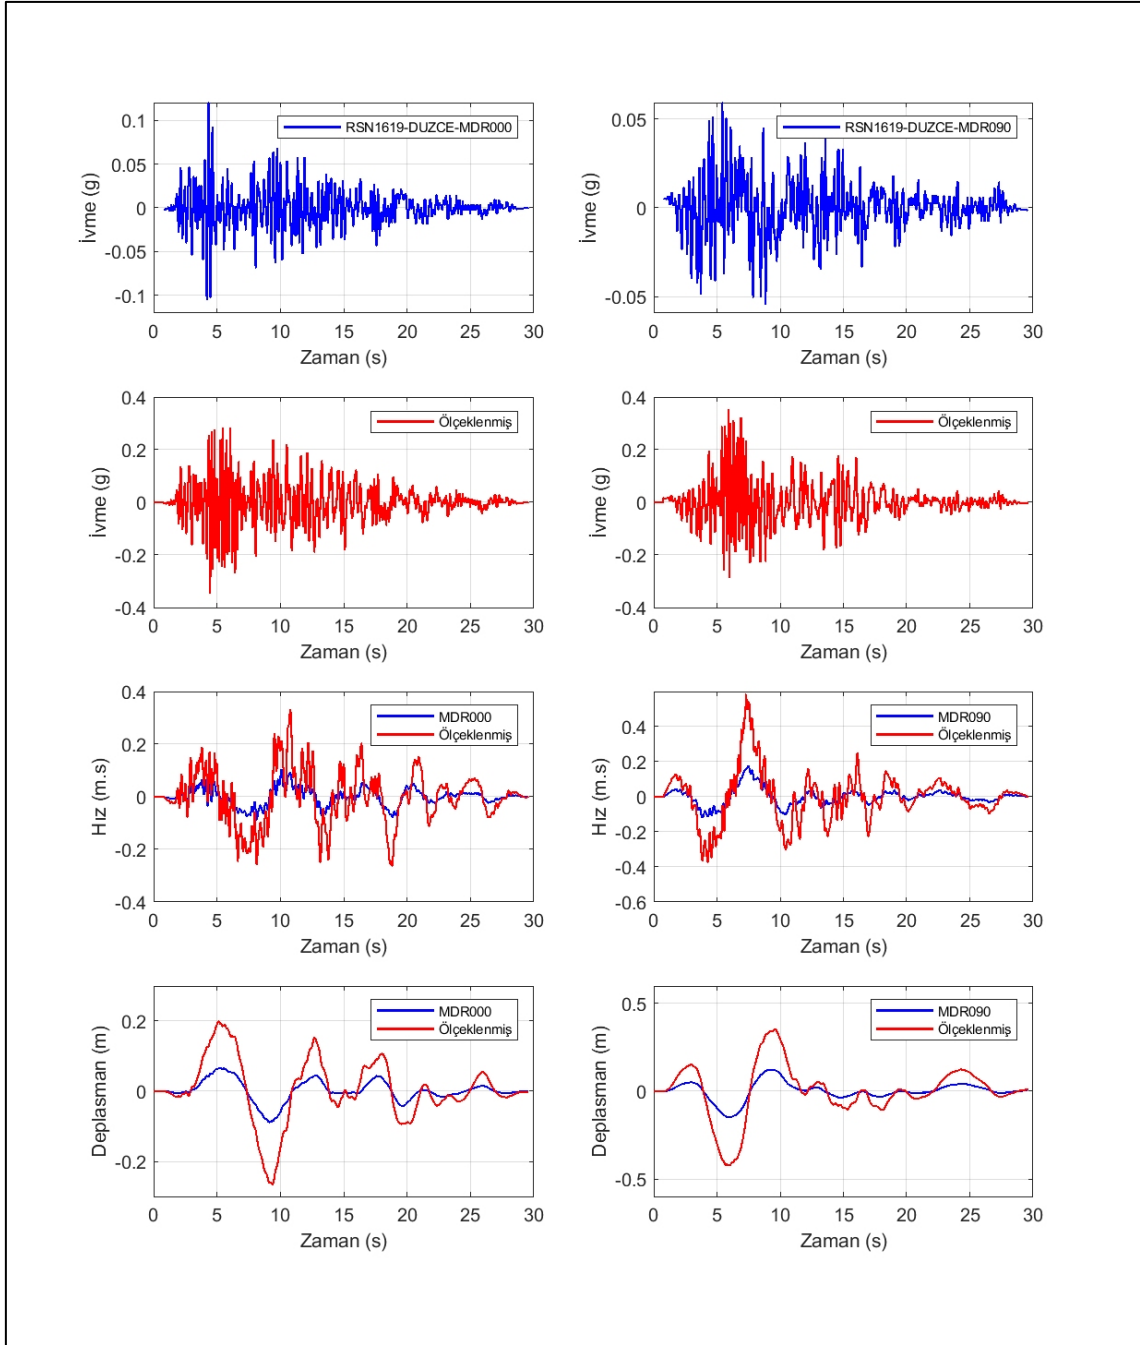 RSN1619-DUZCE-MDR000
0.1
0.05
0
-0.05
-0.1
İvme (g)
0 5 10 15 20 25 30
Zaman (s)
RSN1619-DUZCE-MDR090
0.05
0
-0.05
İvme (g)
0 5 10 15 20 25 30
Zaman (s)
Ölçeklenmiş
0.4
0.2
0
-0.2
-0.4
İvme (g)
0 5 10 15 20 25 30
Zaman (s)
Ölçeklenmiş
0.4
0.2
0
-0.2
-0.4
İvme (g)
0 5 10 15 20 25 30
Zaman (s)
MDR000
Ölçeklenmiş
0.4
0.2
0
-0.2
-0.4
Hız (m.s)
0 5 10 15 20 25 30
Zaman (s)
MDR090
Ölçeklenmiş
0.4
0.2
0
-0.2
-0.4
-0.6
Hız (m.s)
0 5 10 15 20 25 30
Zaman (s)
MDR000
Ölçeklenmiş
0.2
0
-0.2
Deplasman (m)
0 5 10 15 20 25 30
Zaman (s)
MDR090
Ölçeklenmiş
0.5
0
-0.5
Deplasman (m)
0 5 10 15 20 25 30
Zaman (s)